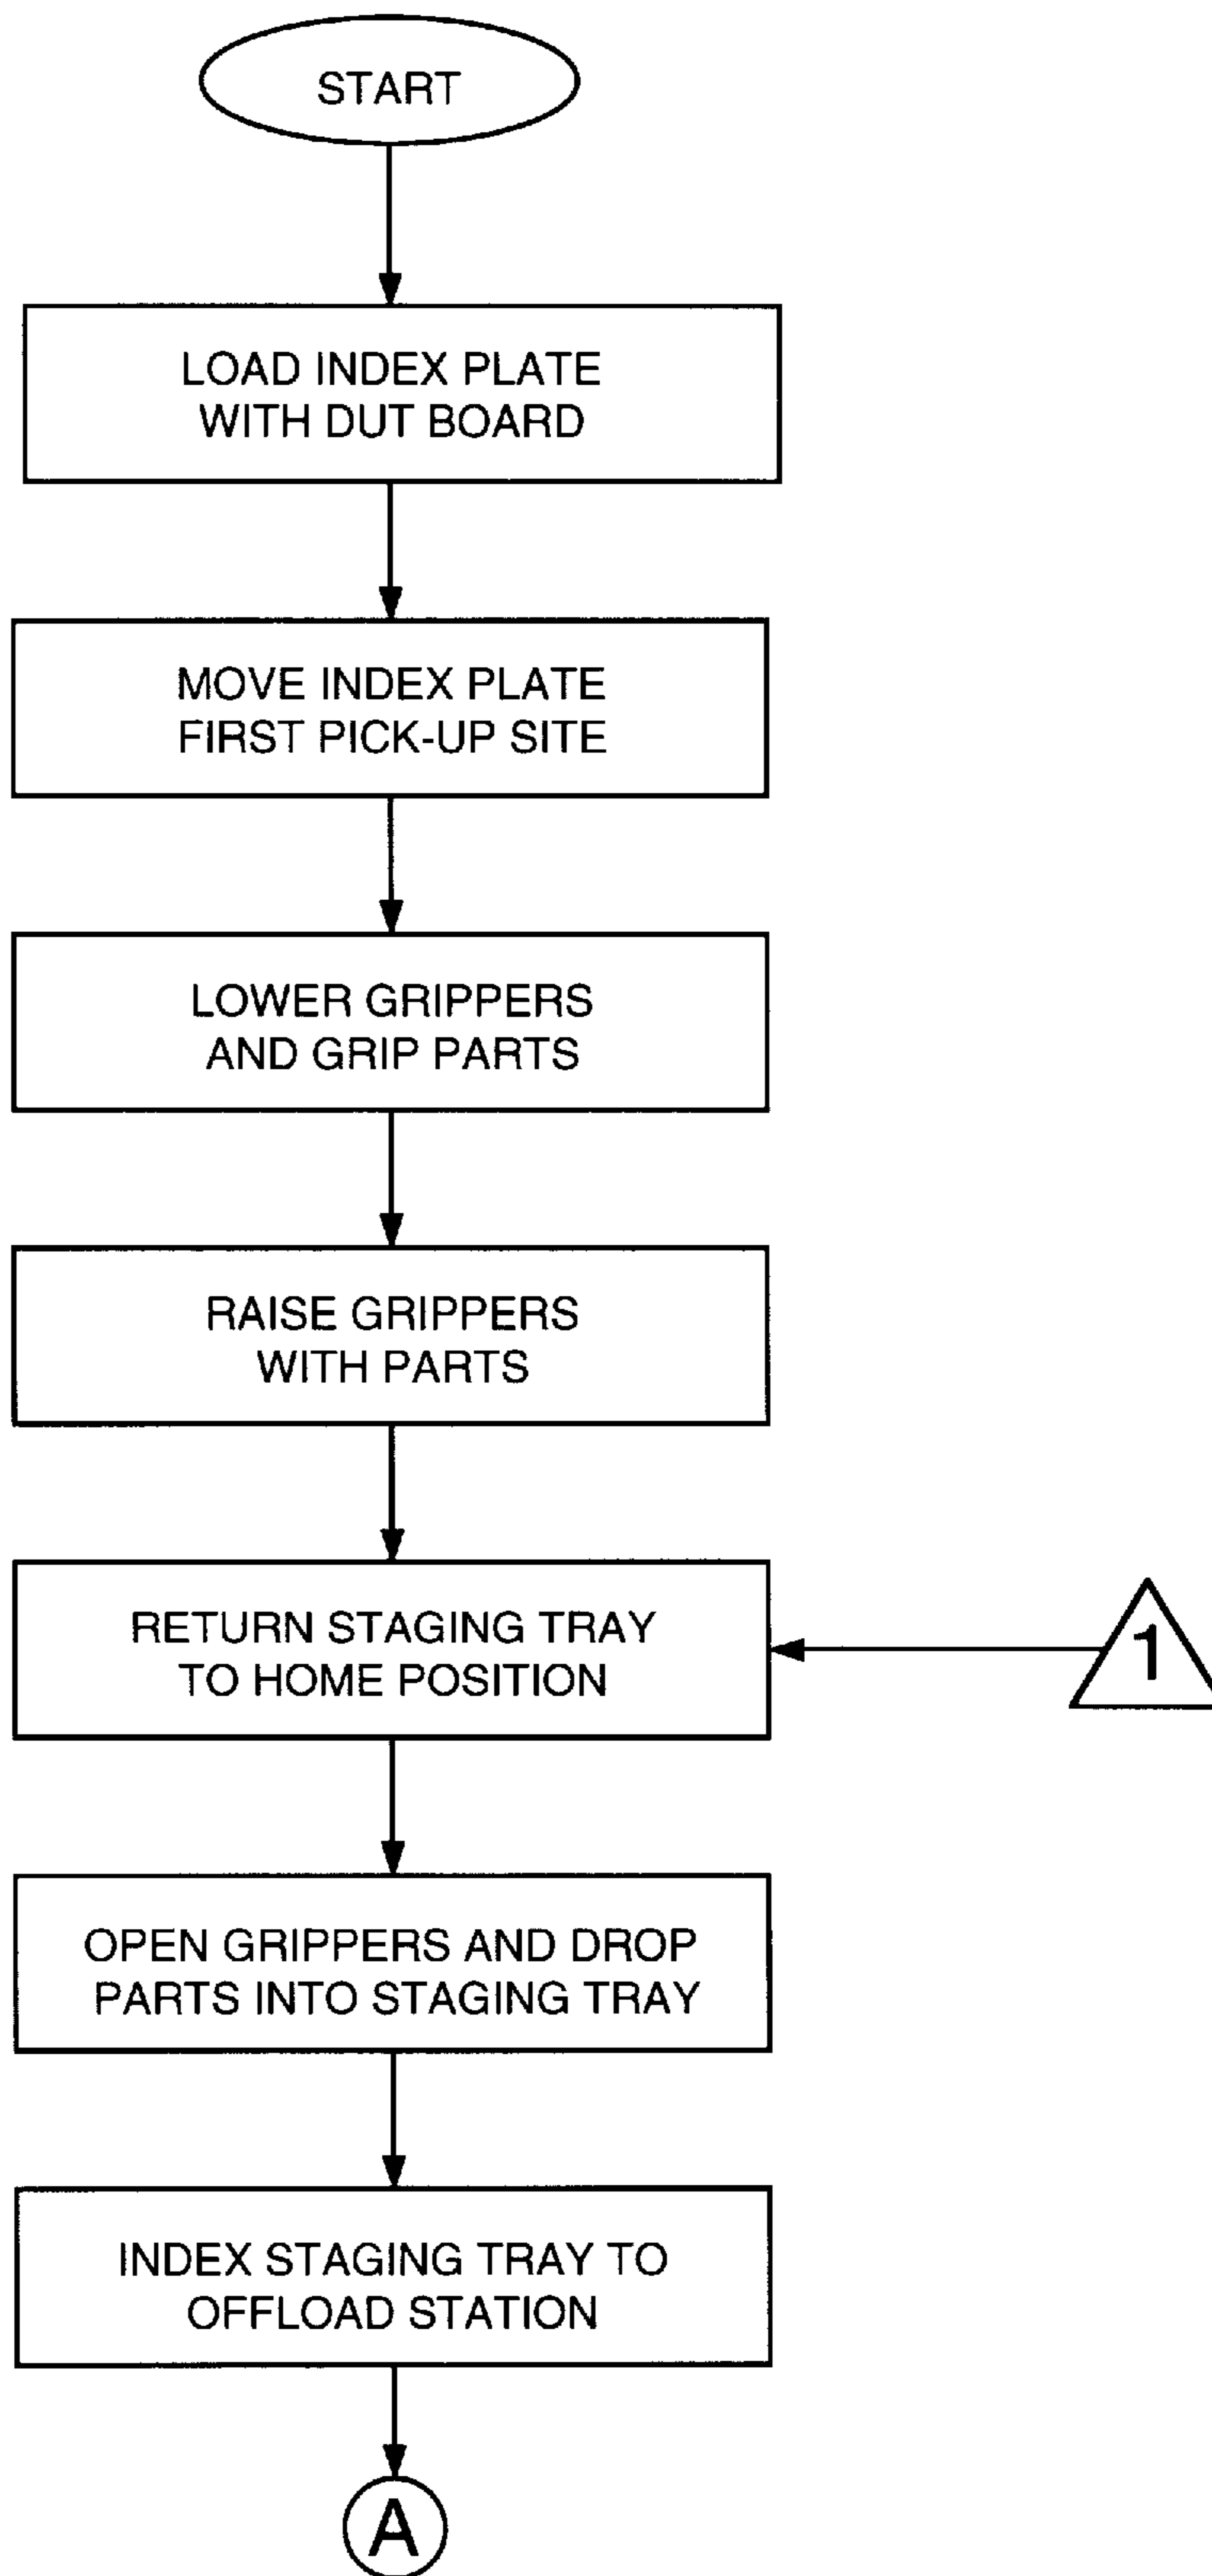 START
LOAD INDEX PLATE
WITH DUT BOARD
MOVE INDEX PLATE
FIRST PICK-UP SITE
LOWER GRIPPERS
AND GRIP PARTS
RAISE GRIPPERS
WITH PARTS
RETURN STAGING TRAY
TO HOME POSITION
1
OPEN GRIPPERS AND DROP
PARTS INTO STAGING TRAY
INDEX STAGING TRAY TO
OFFLOAD STATION
A